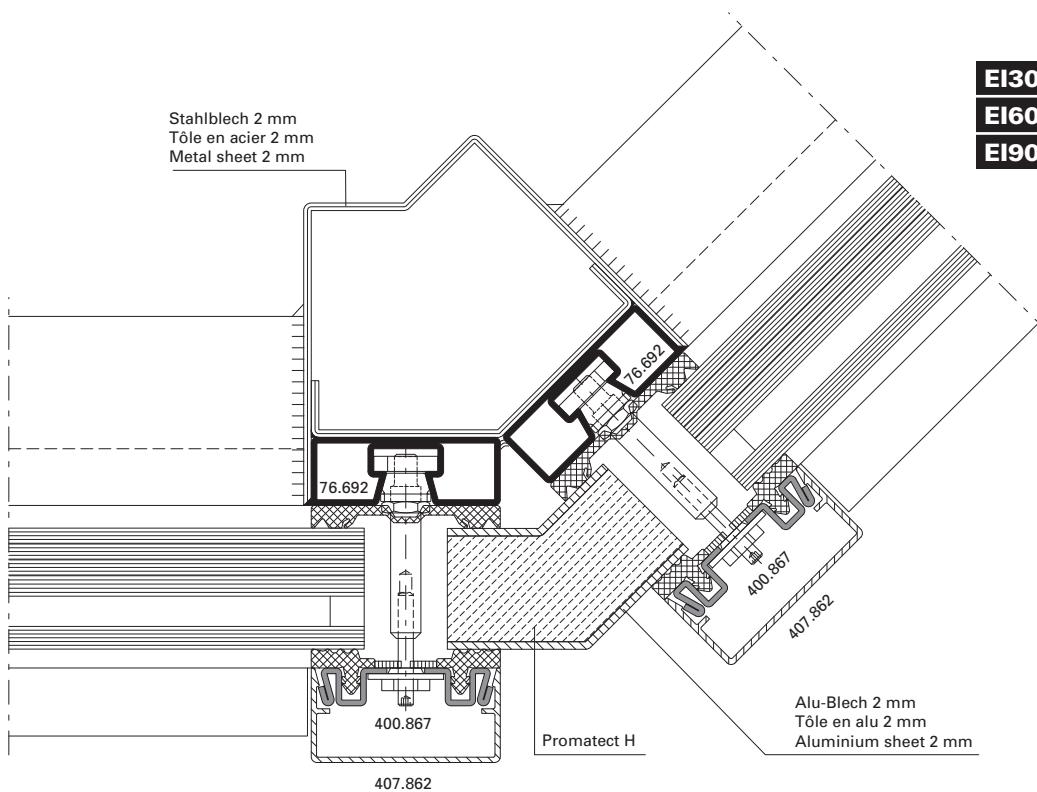 EI30
EI60
EI90
Stahlblech 2 mm
Tôle en acier 2 mm
Metal sheet 2 mm
76.692
76.692
400.867
407.862
400.867
407.862
Promatect H
Alu-Blech 2 mm
Tôle en alu 2 mm
Aluminium sheet 2 mm